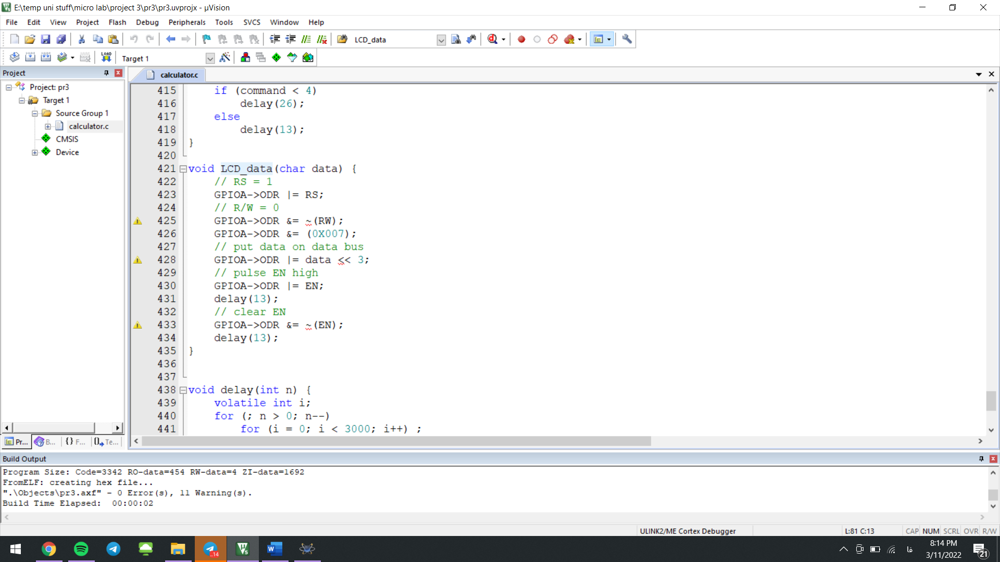 E:\temp uni stuff\micro lab\project 3\pr3\pr3.uvprojx - µVision
File Edit View Project Flash Debug Peripherals Tools SVCS Window Help
LCD_data
LOAD
Target 1
Project
calculator.c
Project: pr3
Target 1
Source Group 1
calculator.c
CMSIS
Device
Pr...
B...
{} F...
Te...
415 if (command < 4)
416 delay(26);
417 else
418 delay(13);
419 }
420
421 void LCD_data(char data) {
422 // RS = 1
423 GPIOA->ODR |= RS;
424 // R/W = 0
425 GPIOA->ODR &= ~(RW);
426 GPIOA->ODR &= (0X007);
427 // put data on data bus
428 GPIOA->ODR |= data << 3;
429 // pulse EN high
430 GPIOA->ODR |= EN;
431 delay(13);
432 // clear EN
433 GPIOA->ODR &= ~(EN);
434 delay(13);
435 }
436
437
438 void delay(int n) {
439 volatile int i;
440 for (; n > 0; n--)
441 for (i = 0; i < 3000; i++) ;
Build Output
Program Size: Code=3342 RO-data=454 RW-data=4 ZI-data=1692
FromELF: creating hex file...
".\Objects\pr3.axf" - 0 Error(s), 11 Warning(s).
Build Time Elapsed:  00:00:02
ULINK2/ME Cortex Debugger
L:81 C:13
CAP NUM SCRL OVR R/W
..14
فا
8:14 PM
3/11/2022
21